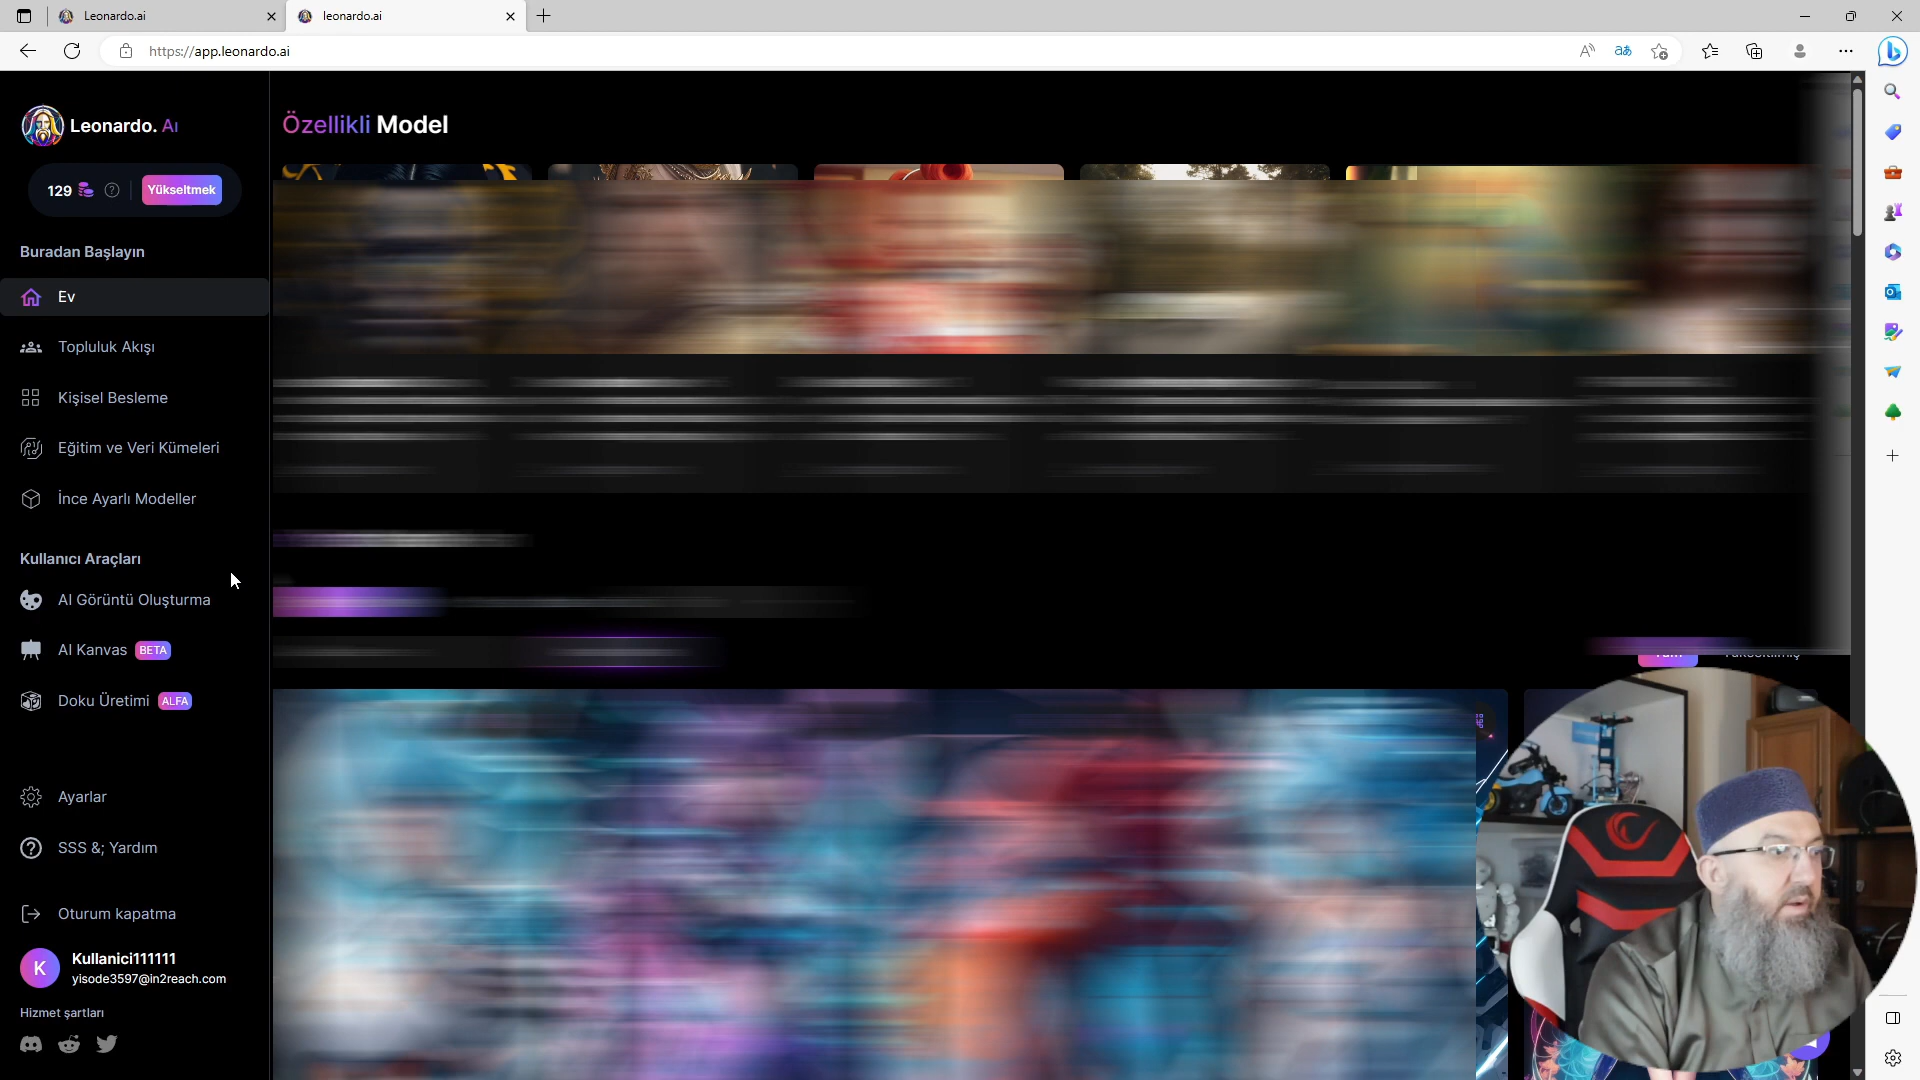 Leonardo.ai
leonardo.ai
https://app.leonardo.ai
Leonardo. AI
129
Yükseltmek
Buradan Başlayın
Ev
Topluluk Akışı
Kişisel Besleme
Eğitim ve Veri Kümeleri
İnce Ayarlı Modeller
Kullanıcı Araçları
AI Görüntü Oluşturma
AI Kanvas BETA
Doku Üretimi ALFA
Ayarlar
SSS &; Yardım
Oturum kapatma
K
Kullanici111111
yisode3597@in2reach.com
Hizmet şartları
Özellikli Model